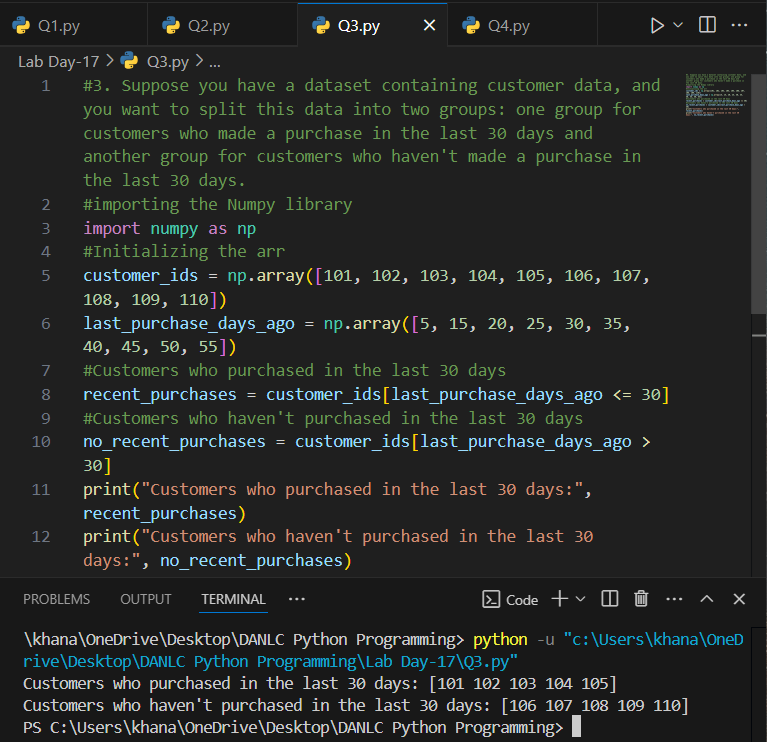 Q1.py Q2.py Q3.py Q4.py
Lab Day-17 > Q3.py > ...
1 #3. Suppose you have a dataset containing customer data, and
you want to split this data into two groups: one group for
customers who made a purchase in the last 30 days and
another group for customers who haven't made a purchase in
the last 30 days.
2 #importing the Numpy library
3 import numpy as np
4 #Initializing the arr
5 customer_ids = np.array([101, 102, 103, 104, 105, 106, 107,
108, 109, 110])
6 last_purchase_days_ago = np.array([5, 15, 20, 25, 30, 35,
40, 45, 50, 55])
7 #Customers who purchased in the last 30 days
8 recent_purchases = customer_ids[last_purchase_days_ago <= 30]
9 #Customers who haven't purchased in the last 30 days
10 no_recent_purchases = customer_ids[last_purchase_days_ago >
30]
11 print("Customers who purchased in the last 30 days:",
recent_purchases)
12 print("Customers who haven't purchased in the last 30
days:", no_recent_purchases)
PROBLEMS OUTPUT TERMINAL ... Code
\khana\OneDrive\Desktop\DANLC Python Programming> python -u "c:\Users\khana\OneD
rive\Desktop\DANLC Python Programming\Lab Day-17\Q3.py"
Customers who purchased in the last 30 days: [101 102 103 104 105]
Customers who haven't purchased in the last 30 days: [106 107 108 109 110]
PS C:\Users\khana\OneDrive\Desktop\DANLC Python Programming>